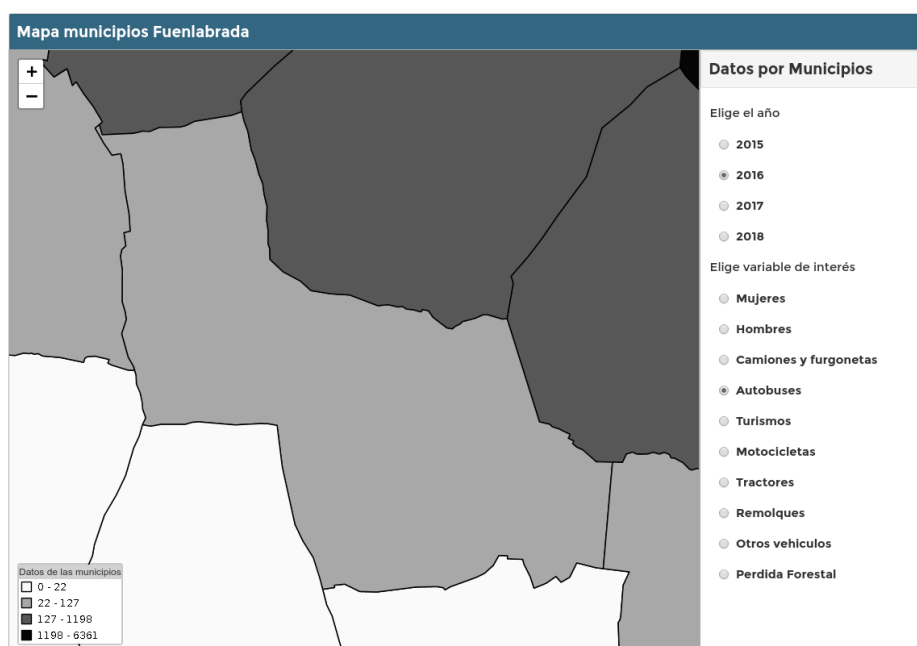 Mapa municipios Fuenlabrada
+
−
Datos de las municipios
0 - 22
22 - 127
127 - 1198
1198 - 6361
Datos por Municipios
Elige el año
2015
2016
2017
2018
Elige variable de interés
Mujeres
Hombres
Camiones y furgonetas
Autobuses
Turismos
Motocicletas
Tractores
Remolques
Otros vehiculos
Perdida Forestal